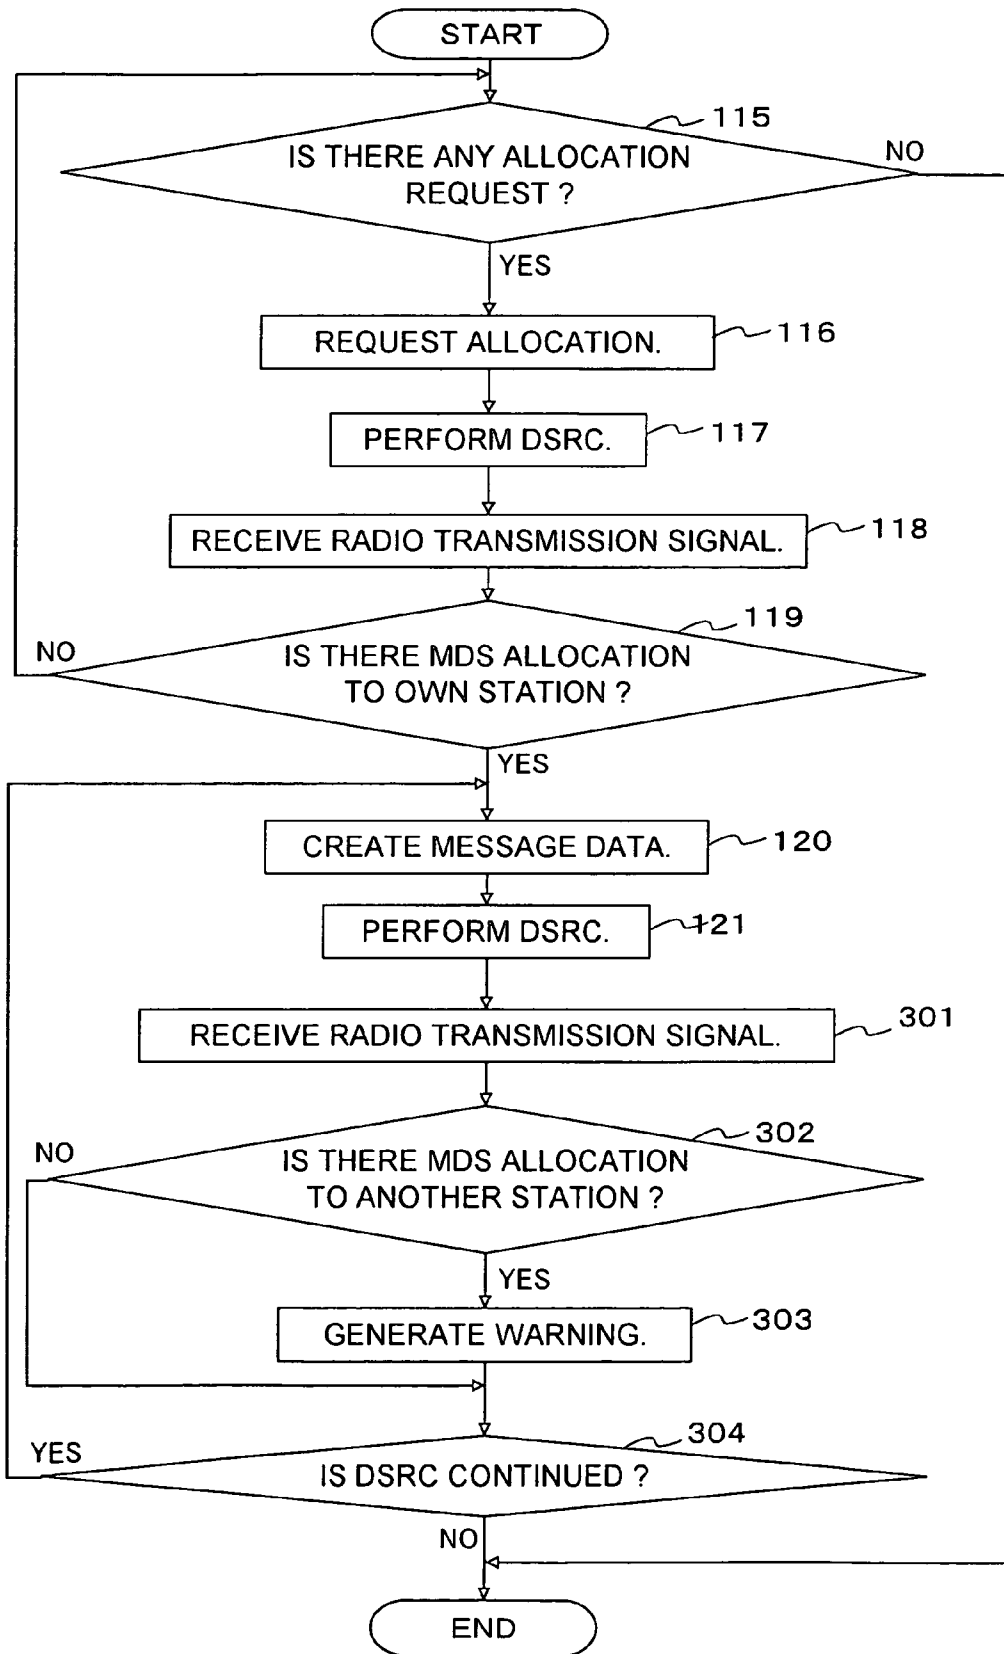 START
115
IS THERE ANY ALLOCATION
REQUEST ?
NO
YES
REQUEST ALLOCATION.
116
PERFORM DSRC.
117
RECEIVE RADIO TRANSMISSION SIGNAL.
118
119
NO
IS THERE MDS ALLOCATION
TO OWN STATION ?
YES
CREATE MESSAGE DATA.
120
PERFORM DSRC.
121
RECEIVE RADIO TRANSMISSION SIGNAL.
301
302
NO
IS THERE MDS ALLOCATION
TO ANOTHER STATION ?
YES
GENERATE WARNING.
303
304
YES
IS DSRC CONTINUED ?
NO
END